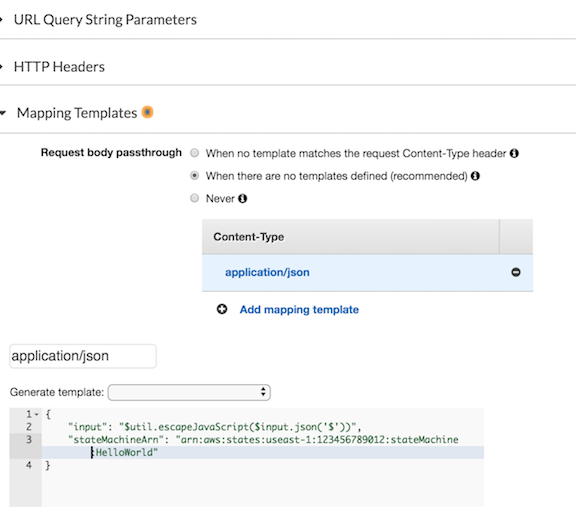 URL Query String Parameters
HTTP Headers
Mapping Templates
Request body passthrough When no template matches the request Content-Type header
When there are no templates defined (recommended)
Never
Content-Type
application/json
Add mapping template
application/json
Generate template:
1 {
2 "input": "$util.escapeJavaScript($input.json('$'))",
3 "stateMachineArn": "arn:aws:states:useast-1:123456789012:stateMachine
:HelloWorld"
4 }